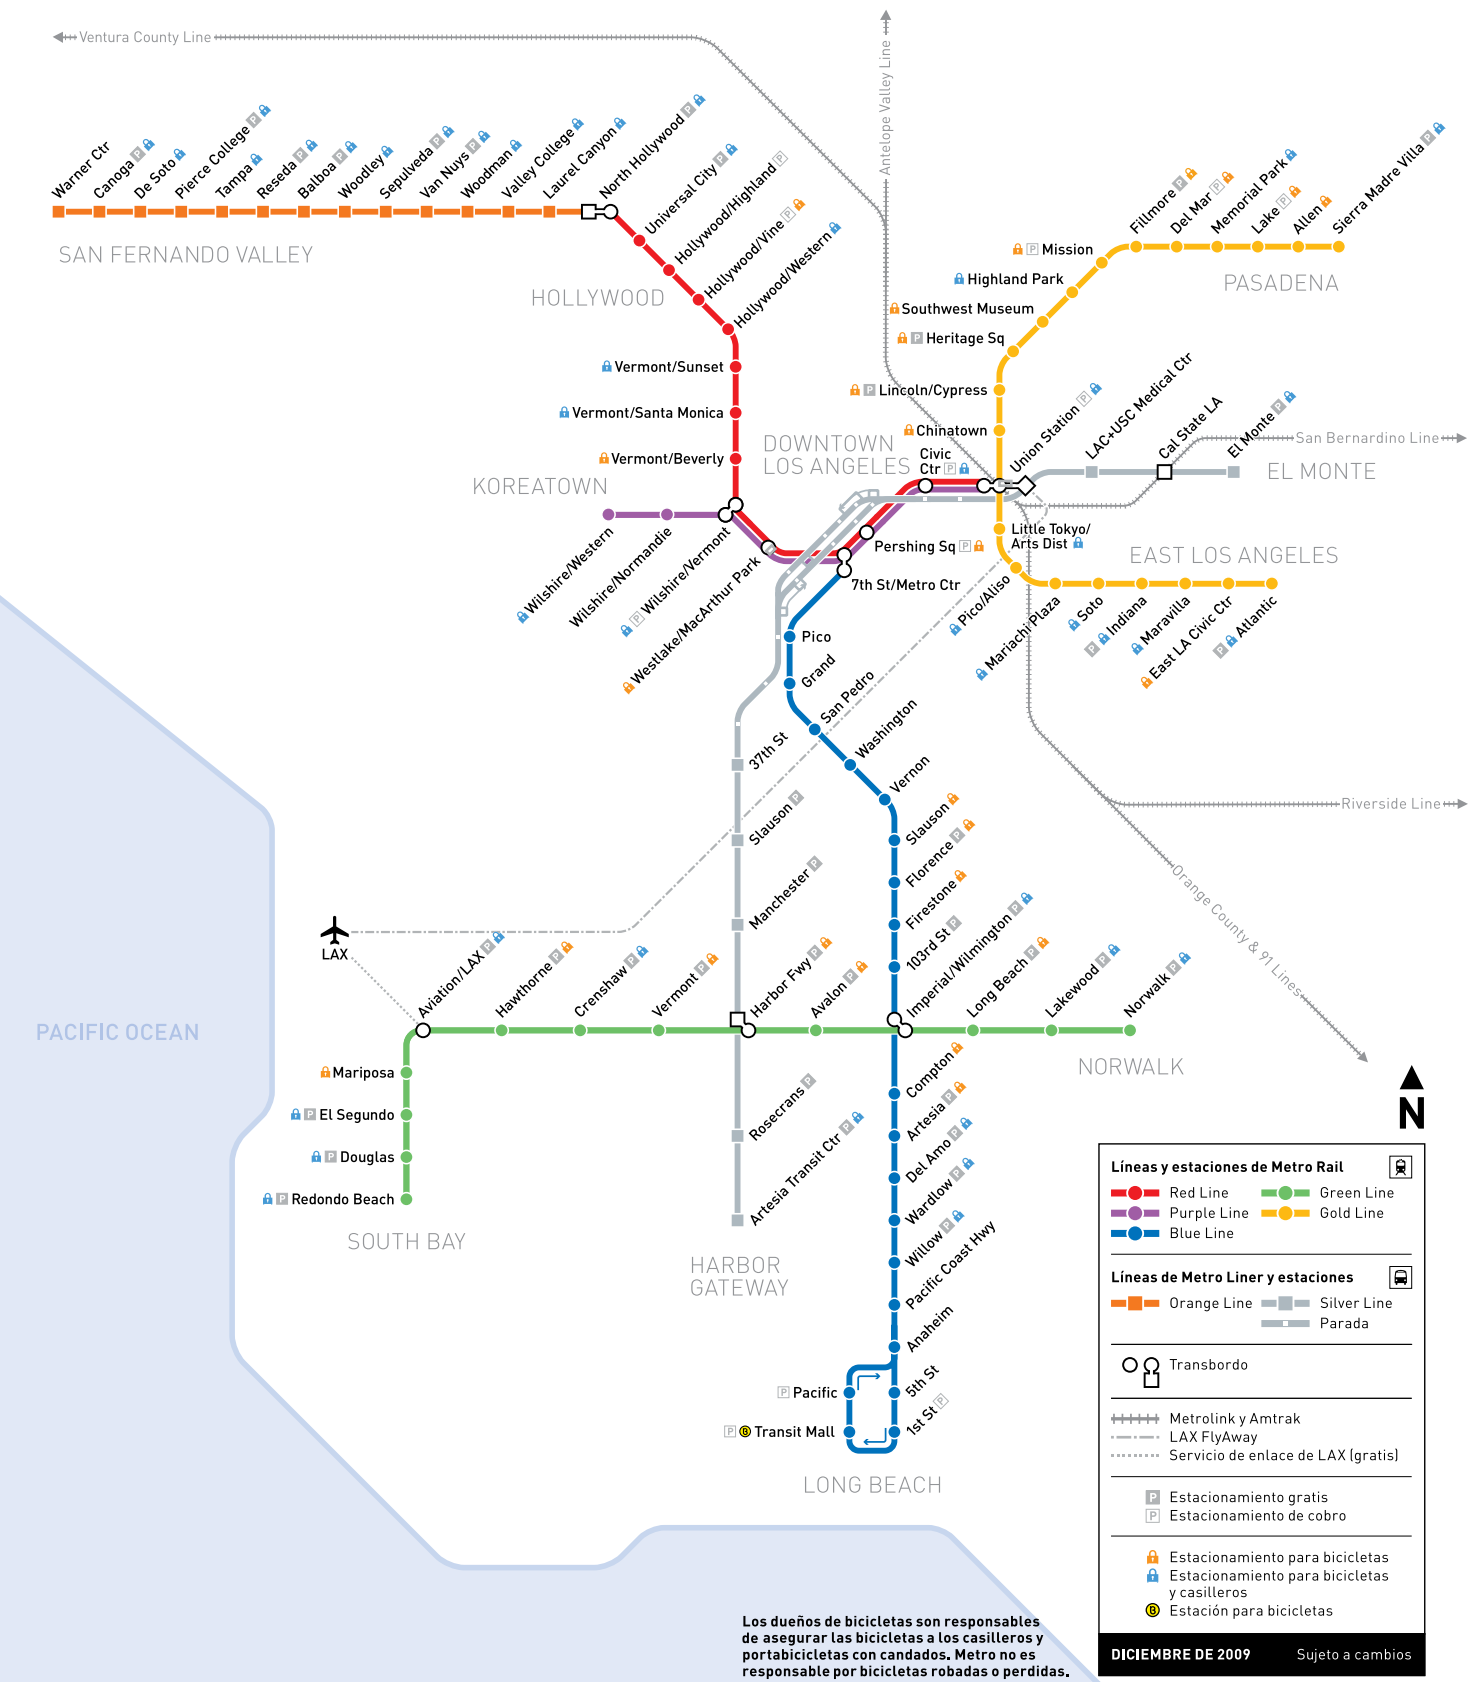 Ventura County Line
Antelope Valley Line
Warner Ctr
Canoga P
De Soto
Pierce College P
Tampa
Reseda P
Balboa P
Woodley
Sepulveda P
Van Nuys P
Woodman
Valley College
Laurel Canyon
North Hollywood P
Universal City P
Hollywood/Highland P
Hollywood/Vine P
Hollywood/Western
SAN FERNANDO VALLEY
HOLLYWOOD
Vermont/Sunset
Vermont/Santa Monica
Vermont/Beverly
KOREATOWN
Wilshire/Western
Wilshire/Normandie
P Wilshire/Vermont
Westlake/MacArthur Park
DOWNTOWN
LOS ANGELES
Civic
Ctr P
Pershing Sq P
7th St/Metro Ctr
Fillmore P
Del Mar P
Memorial Park
Lake P
Allen
Sierra Madre Villa P
PASADENA
P Mission
Highland Park
Southwest Museum
P Heritage Sq
P Lincoln/Cypress
Chinatown
Union Station P
LAC+USC Medical Ctr
Cal State LA
El Monte P
San Bernardino Line
EL MONTE
Little Tokyo/
Arts Dist
EAST LOS ANGELES
Pico/Aliso
Mariachi Plaza
Soto
P Indiana
Maravilla
East LA Civic Ctr
P Atlantic
Riverside Line
Orange County & 91 Lines
Pico
Grand
San Pedro
Washington
Vernon
Slauson
Florence P
Firestone
103rd St P
Imperial/Wilmington P
37th St
Slauson P
Manchester P
Harbor Fwy P
Avalon P
Long Beach P
Lakewood P
Norwalk P
NORWALK
LAX
Aviation/LAX P
Hawthorne P
Crenshaw P
Vermont P
PACIFIC OCEAN
Mariposa
P El Segundo
P Douglas
P Redondo Beach
SOUTH BAY
Rosecrans P
Artesia Transit Ctr P
HARBOR
GATEWAY
Compton
Artesia P
Del Amo P
Wardlow P
Willow P
Pacific Coast Hwy
Anaheim
5th St
1st St P
P Pacific
P B Transit Mall
LONG BEACH
N
Líneas y estaciones de Metro Rail
Red Line
Green Line
Purple Line
Gold Line
Blue Line
Líneas de Metro Liner y estaciones
Orange Line
Silver Line
Parada
Transbordo
Metrolink y Amtrak
LAX FlyAway
Servicio de enlace de LAX (gratis)
P Estacionamiento gratis
P Estacionamiento de cobro
Estacionamiento para bicicletas
Estacionamiento para bicicletas
y casilleros
B Estación para bicicletas
DICIEMBRE DE 2009 Sujeto a cambios
Los dueños de bicicletas son responsables
de asegurar las bicicletas a los casilleros y
portabicicletas con candados. Metro no es
responsable por bicicletas robadas o perdidas.